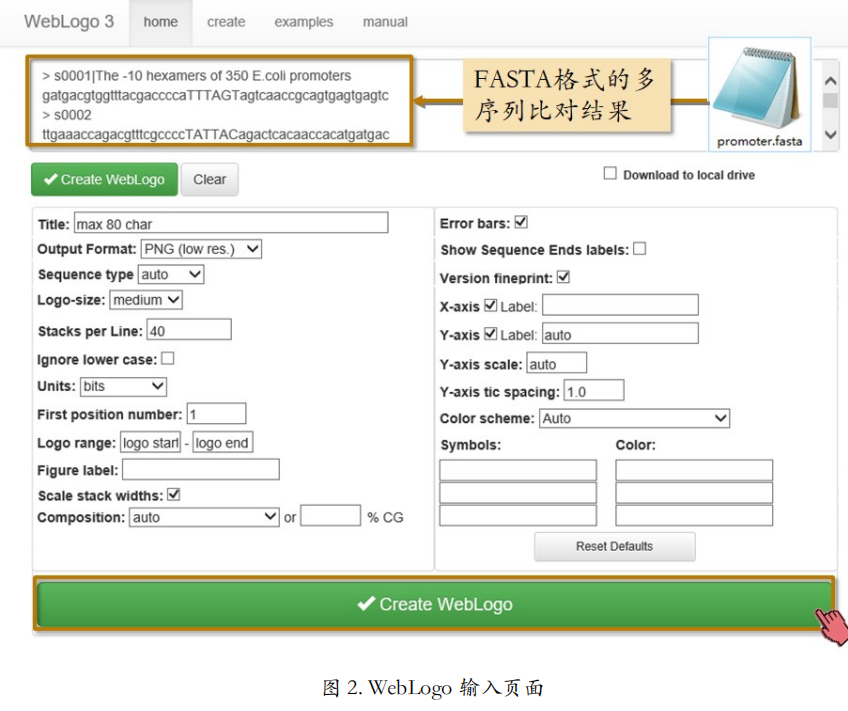 WebLogo 3 home create examples manual
> s0001|The -10 hexamers of 350 E.coli promoters
gatgacgtggtttacgaccccaTTTAGTagtcaaccgcagtgagtgagtc
> s0002
ttgaaaccagacgtttcgccccTATTACagactcacaaccacatgatgac
FASTA格式的多
序列比对结果
promoter.fasta
Create WebLogo Clear
Download to local drive
Title: max 80 char
Output Format: PNG (low res.)
Sequence type auto
Logo-size: medium
Stacks per Line: 40
Ignore lower case:
Units: bits
First position number: 1
Logo range: logo start - logo end
Figure label:
Scale stack widths:
Composition: auto or % CG
Error bars:
Show Sequence Ends labels:
Version fineprint:
X-axis Label:
Y-axis Label: auto
Y-axis scale: auto
Y-axis tic spacing: 1.0
Color scheme: Auto
Symbols: Color:
Reset Defaults
Create WebLogo
图 2. WebLogo 输入页面